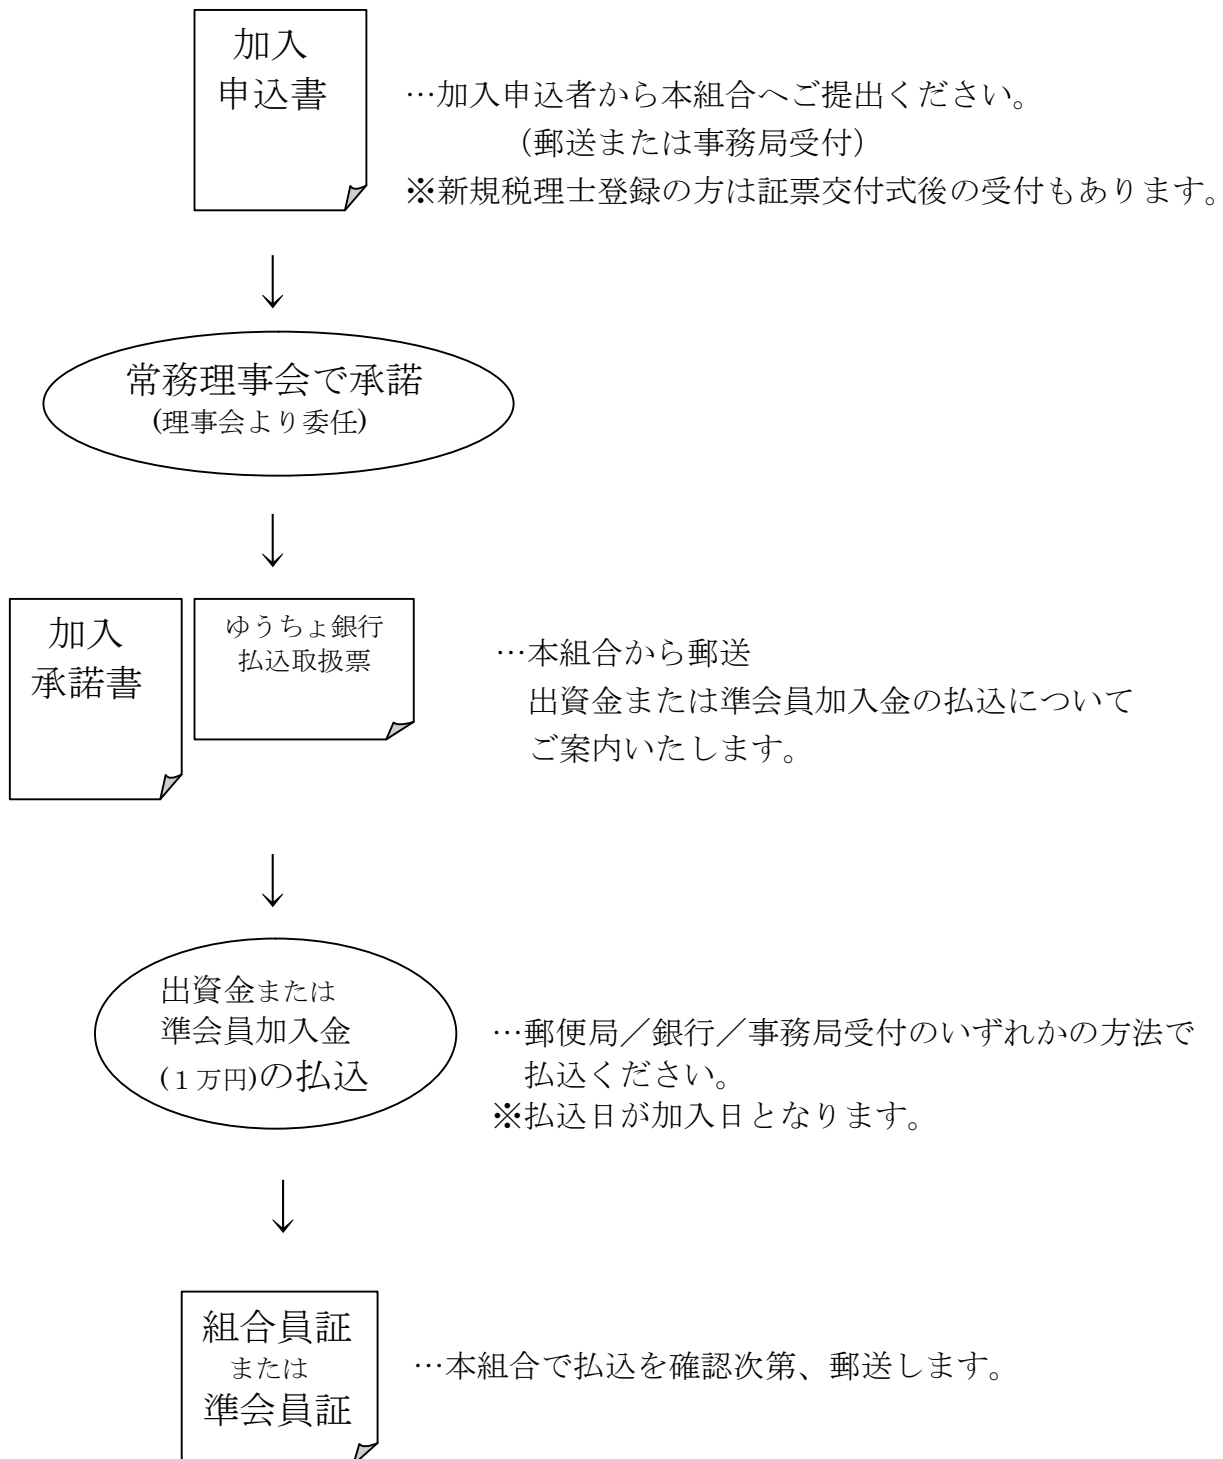 加入
申込書
…加入申込者から本組合へご提出ください。
（郵送または事務局受付）
※新規税理士登録の方は証票交付式後の受付もあります。
↓
常務理事会で承諾
(理事会より委任)
↓
加入
承諾書
ゆうちょ銀行
払込取扱票
…本組合から郵送
出資金または準会員加入金の払込について
ご案内いたします。
↓
出資金または
準会員加入金
(１万円)の払込
…郵便局／銀行／事務局受付のいずれかの方法で
払込ください。
※払込日が加入日となります。
↓
組合員証
または
準会員証
…本組合で払込を確認次第、郵送します。